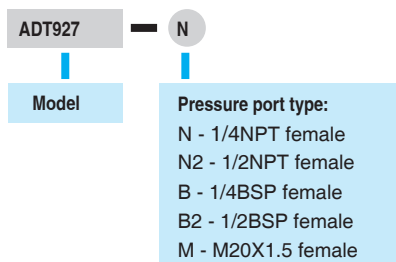 ADT927 — N
Model
Pressure port type:
N - 1/4NPT female
N2 - 1/2NPT female
B - 1/4BSP female
B2 - 1/2BSP female
M - M20X1.5 female